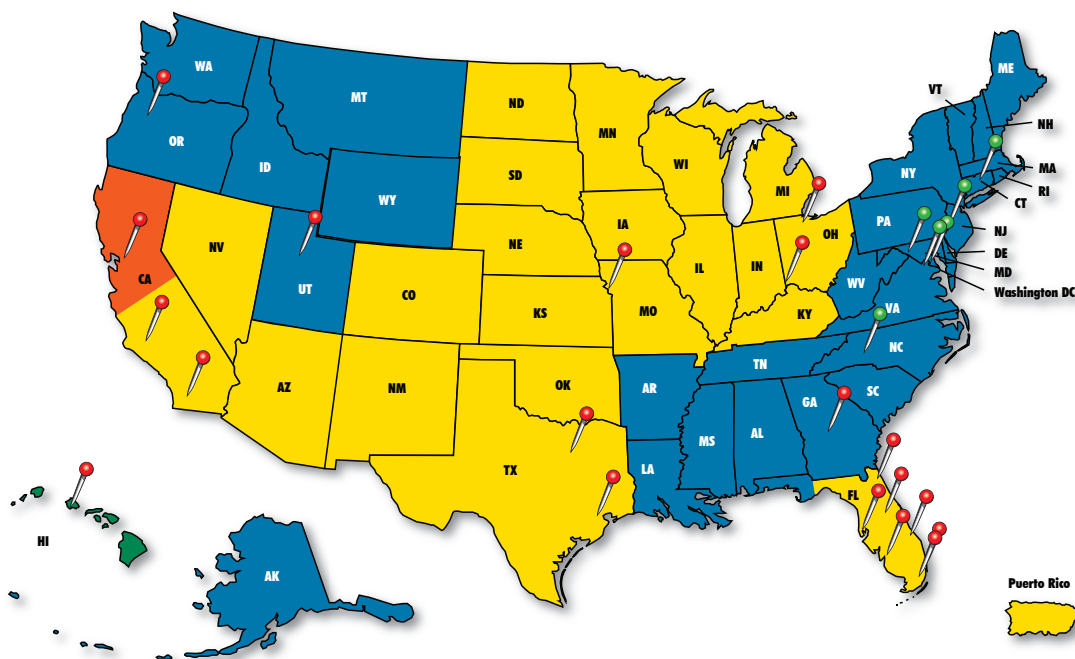 WA
ME
MT
ND
VT
MN
NH
OR
WI
MA
ID
SD
NY
MI
RI
WY
CT
PA
IA
NJ
OH
NE
NV
DE
IL
IN
MD
CA
WV
UT
Washington DC
CO
VA
MO
KS
KY
NC
TN
AZ
NM
OK
AR
SC
GA
AL
MS
TX
LA
FL
HI
AK
Puerto Rico